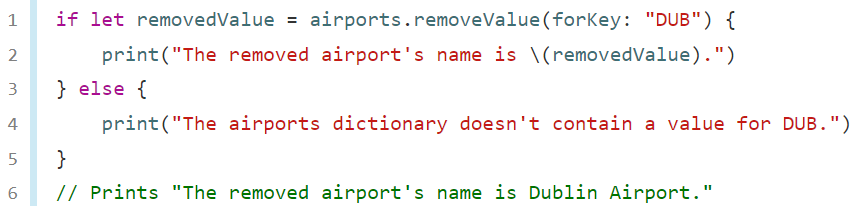 1 if let removedValue = airports.removeValue(forKey: "DUB") {
2     print("The removed airport's name is \(removedValue).")
3 } else {
4     print("The airports dictionary doesn't contain a value for DUB.")
5 }
6 // Prints "The removed airport's name is Dublin Airport."